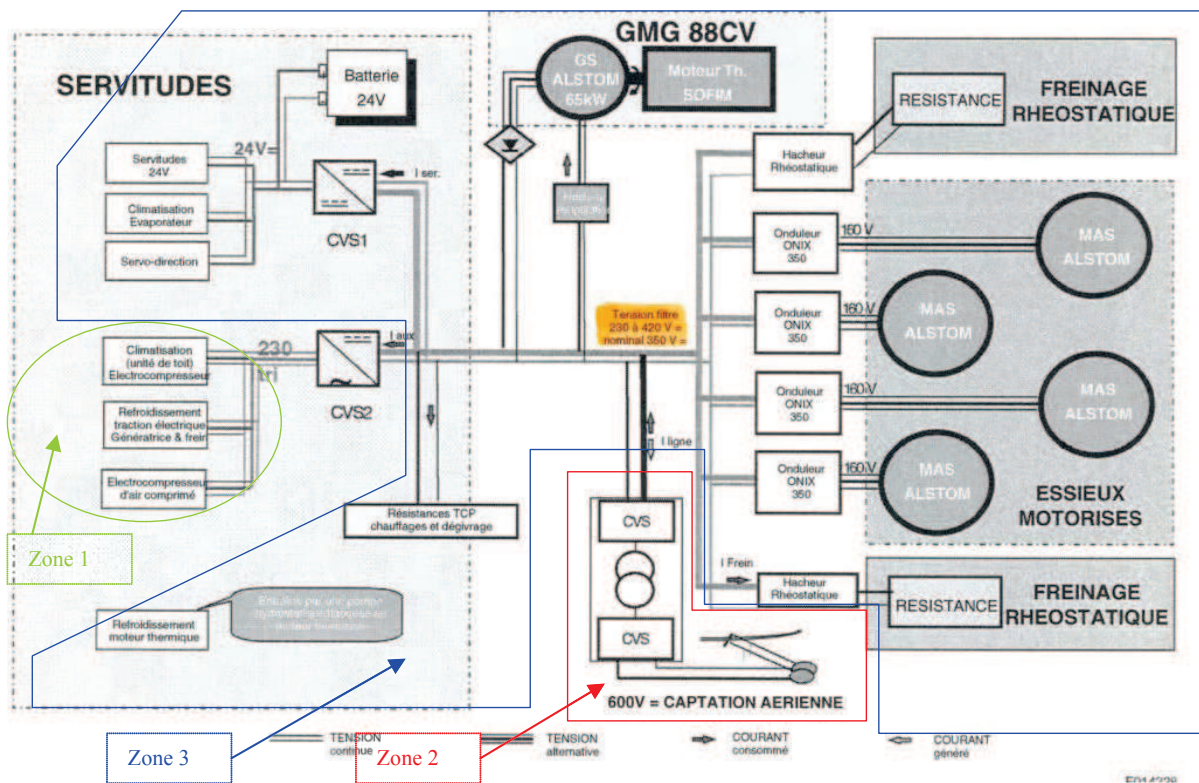 GMG 88CV
GS
ALSTOM
65kW
Moteur Th.
SOFIM
SERVITUDES
Batterie
24V
24V=
Servitudes
24V
Climatisation
Evaporateur
Servo-direction
I ser.
CVS1
RESISTANCE
FREINAGE
RHEOSTATIQUE
Hacheur
Rhéostatique
Onduleur
ONIX
350
160 V
MAS
ALSTOM
Onduleur
ONIX
350
160 V
MAS
ALSTOM
Onduleur
ONIX
350
160 V
MAS
ALSTOM
Onduleur
ONIX
350
160 V
MAS
ALSTOM
ESSIEUX
MOTORISES
Tension filtre
230 à 420 V =
nominal 350 V =
Climatisation
(unité de toit)
Electrocompresseur
230
tri
I aux
CVS2
Refroidissement
traction électrique
Génératrice & frein
Electrocompresseur
d'air comprimé
Résistances TCP
chauffages et dégivrage
I ligne
CVS
CVS
600V = CAPTATION AERIENNE
I Frein
Hacheur
Rhéostatique
RESISTANCE
FREINAGE
RHEOSTATIQUE
Refroidissement
moteur thermique
Zone 1
Zone 3
Zone 2
TENSION
continue
TENSION
alternative
COURANT
consommé
COURANT
généré